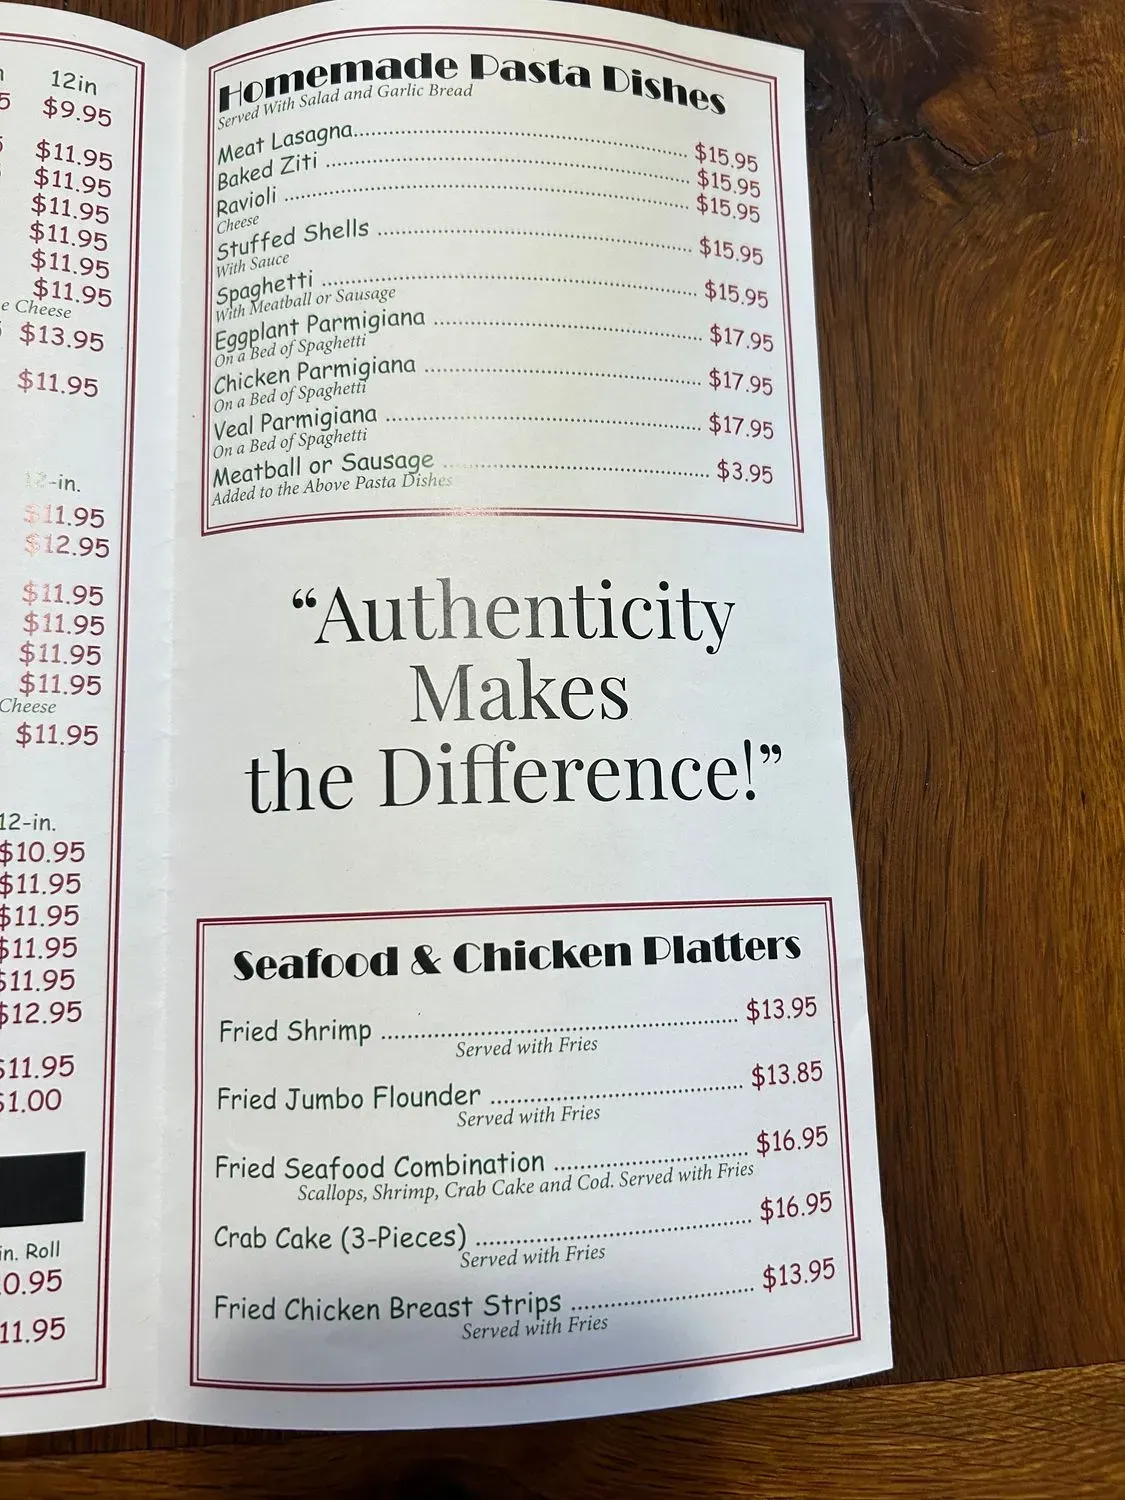 12in
$9.95
$11.95
$11.95
$11.95
$11.95
$11.95
$11.95
e Cheese
$13.95
$11.95
12-in.
$11.95
$12.95
$11.95
$11.95
$11.95
$11.95
Cheese
$11.95
12-in.
$10.95
$11.95
$11.95
$11.95
$11.95
$12.95
$11.95
$1.00
in. Roll
0.95
11.95
Homemade Pasta Dishes
Served With Salad and Garlic Bread
Meat Lasagna.................... $15.95
Baked Ziti .................... $15.95
Ravioli .................... $15.95
Cheese
Stuffed Shells .................... $15.95
With Sauce
Spaghetti .................... $15.95
With Meatball or Sausage
Eggplant Parmigiana .................... $17.95
On a Bed of Spaghetti
Chicken Parmigiana .................... $17.95
On a Bed of Spaghetti
Veal Parmigiana .................... $17.95
On a Bed of Spaghetti
Meatball or Sausage .................... $3.95
Added to the Above Pasta Dishes
“Authenticity
Makes
the Difference!”
Seafood & Chicken Platters
Fried Shrimp .................... $13.95
Served with Fries
Fried Jumbo Flounder .................... $13.85
Served with Fries
Fried Seafood Combination .................... $16.95
Scallops, Shrimp, Crab Cake and Cod. Served with Fries
Crab Cake (3-Pieces) .................... $16.95
Served with Fries
Fried Chicken Breast Strips .................... $13.95
Served with Fries